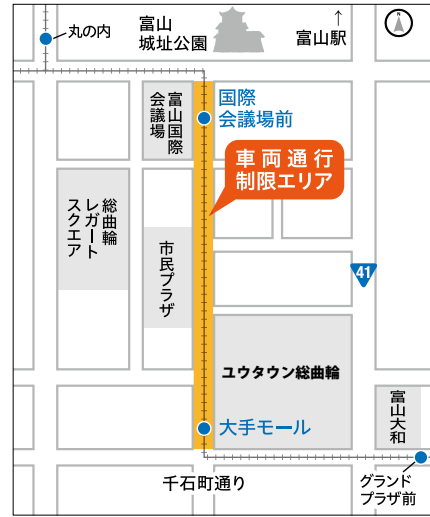 丸の内
富山
城址公園
↑
富山駅
富山国際
会議場
国際
会議場前
車両通行
制限エリア
総曲輪
レガート
スクエア
市民プラザ
41
ユウタウン総曲輪
大手モール
富山大和
千石町通り
グランド
プラザ前